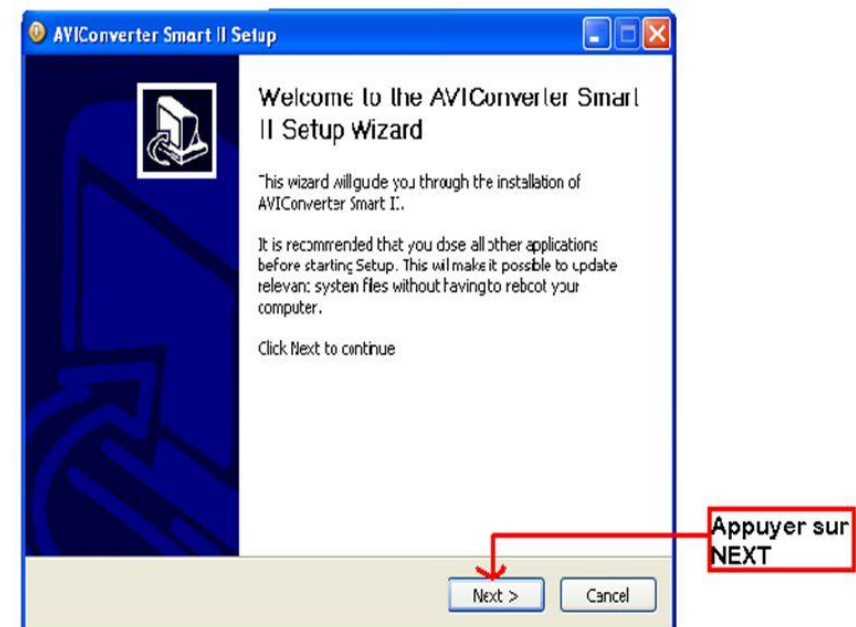 AVIConverter Smart II Setup
Welcome to the AVIConverter Smart
II Setup Wizard
This wizard will guide you through the installation of
AVIConverter Smart II.
It is recommended that you close all other applications
before starting Setup. This will make it possible to update
relevant system files without having to reboot your
computer.
Click Next to continue
Appuyer sur
NEXT
Next >
Cancel